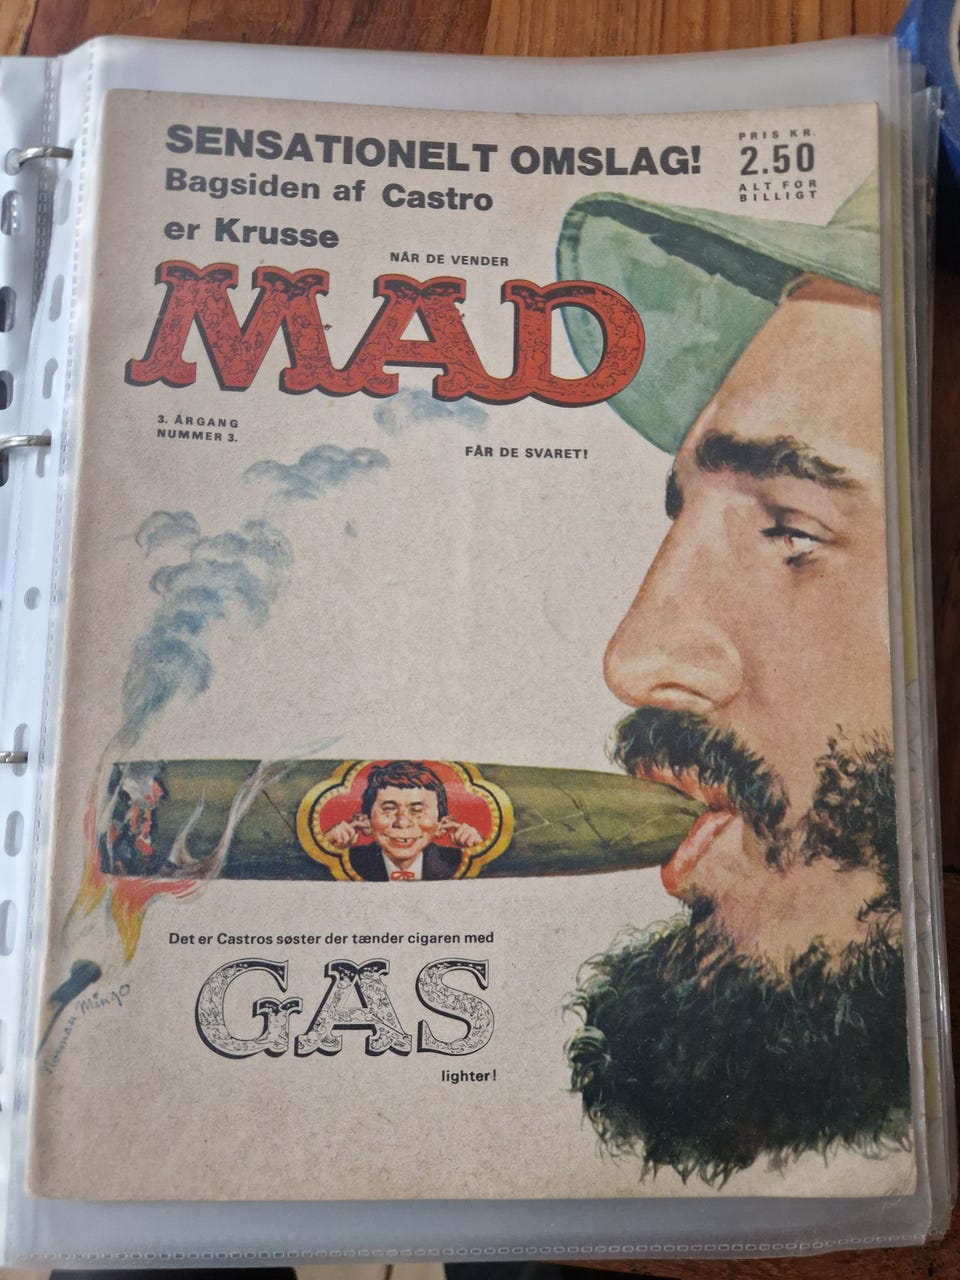 SENSATIONELT OMSLAG!
Bagsiden af Castro
er Krusse
PRIS KR.
2.50
ALT FOR
BILLIGT
NÅR DE VENDER
MAD
3. ÅRGANG
NUMMER 3.
FÅR DE SVARET!
Det er Castros søster der tænder cigaren med
GAS
lighter!
Norman Mingo